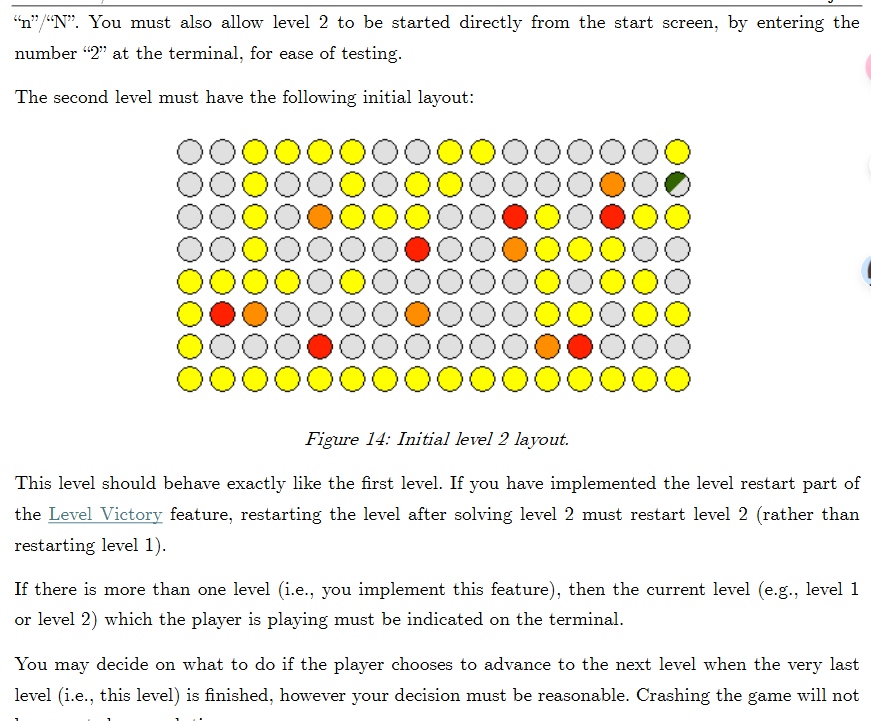 “n”/“N”. You must also allow level 2 to be started directly from the start screen, by entering the
number “2” at the terminal, for ease of testing.
The second level must have the following initial layout:
Figure 14: Initial level 2 layout.
This level should behave exactly like the first level. If you have implemented the level restart part of
the Level Victory feature, restarting the level after solving level 2 must restart level 2 (rather than
restarting level 1).
If there is more than one level (i.e., you implement this feature), then the current level (e.g., level 1
or level 2) which the player is playing must be indicated on the terminal.
You may decide on what to do if the player chooses to advance to the next level when the very last
level (i.e., this level) is finished, however your decision must be reasonable. Crashing the game will not